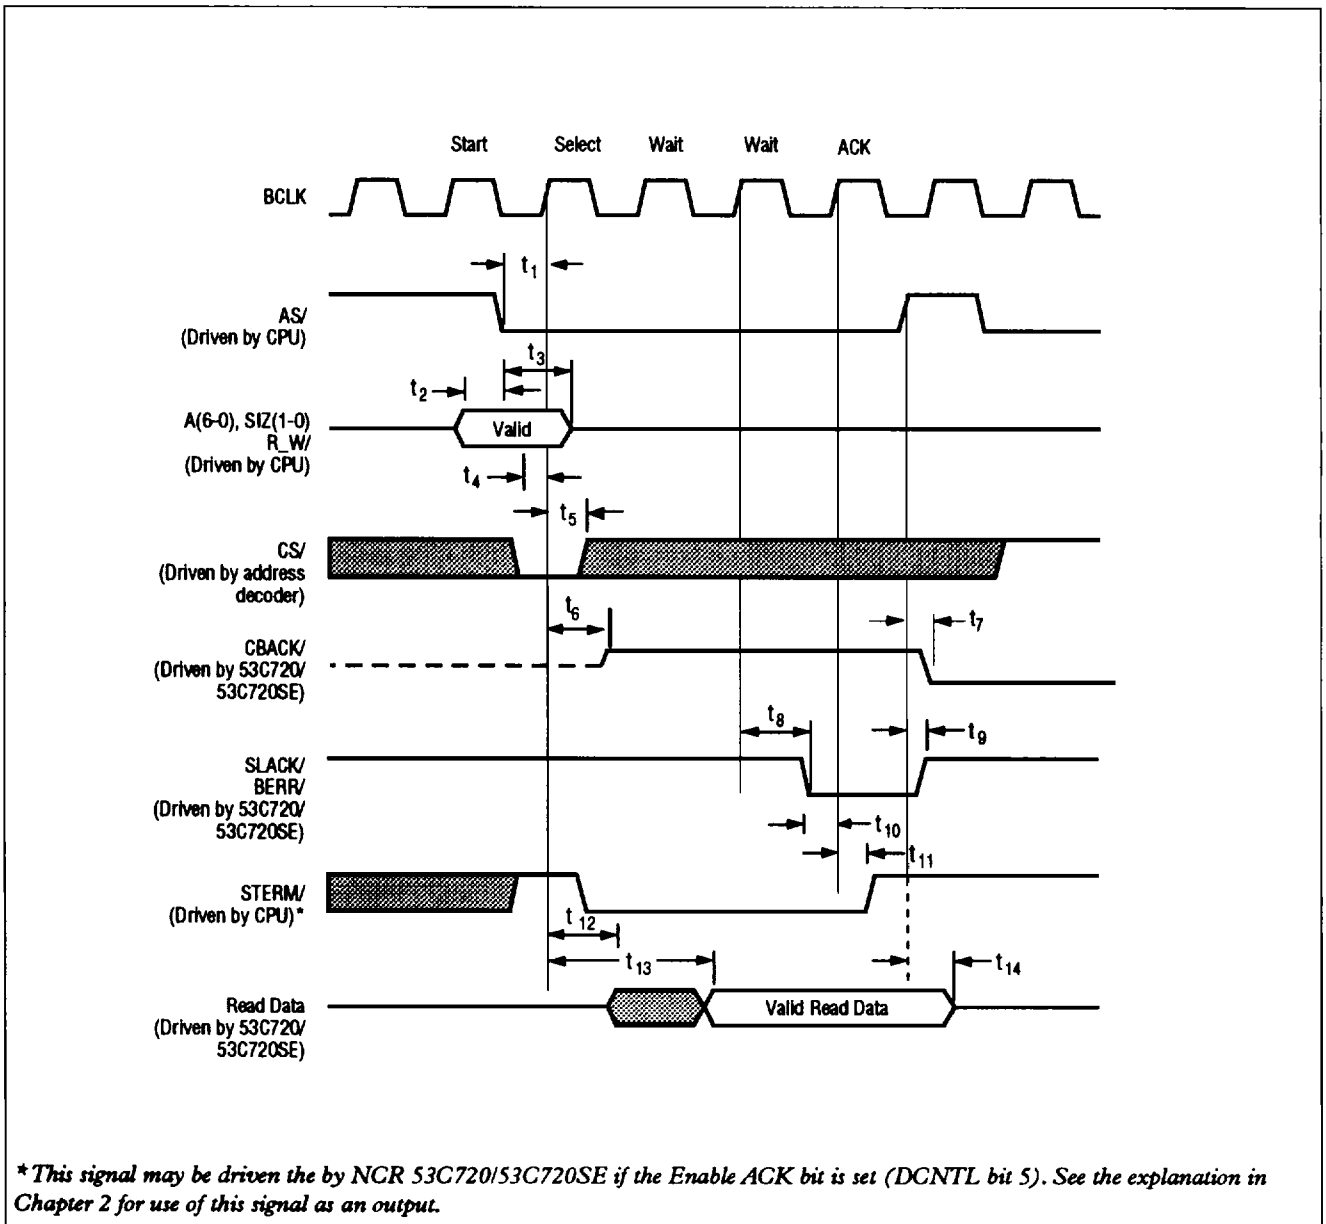 Start Select Wait Wait ACK
BCLK
t1
AS/
(Driven by CPU)
t3
t2
A(6-0), SIZ(1-0)
R_W/
(Driven by CPU)
Valid
t4
t5
CS/
(Driven by address
decoder)
t6
t7
CBACK/
(Driven by 53C720/
53C720SE)
t8
t9
SLACK/
BERR/
(Driven by 53C720/
53C720SE)
t10
t11
STERM/
(Driven by CPU)*
t12
t13
t14
Read Data
(Driven by 53C720/
53C720SE)
Valid Read Data
* This signal may be driven the by NCR 53C720/53C720SE if the Enable ACK bit is set (DCNTL bit 5). See the explanation in
Chapter 2 for use of this signal as an output.